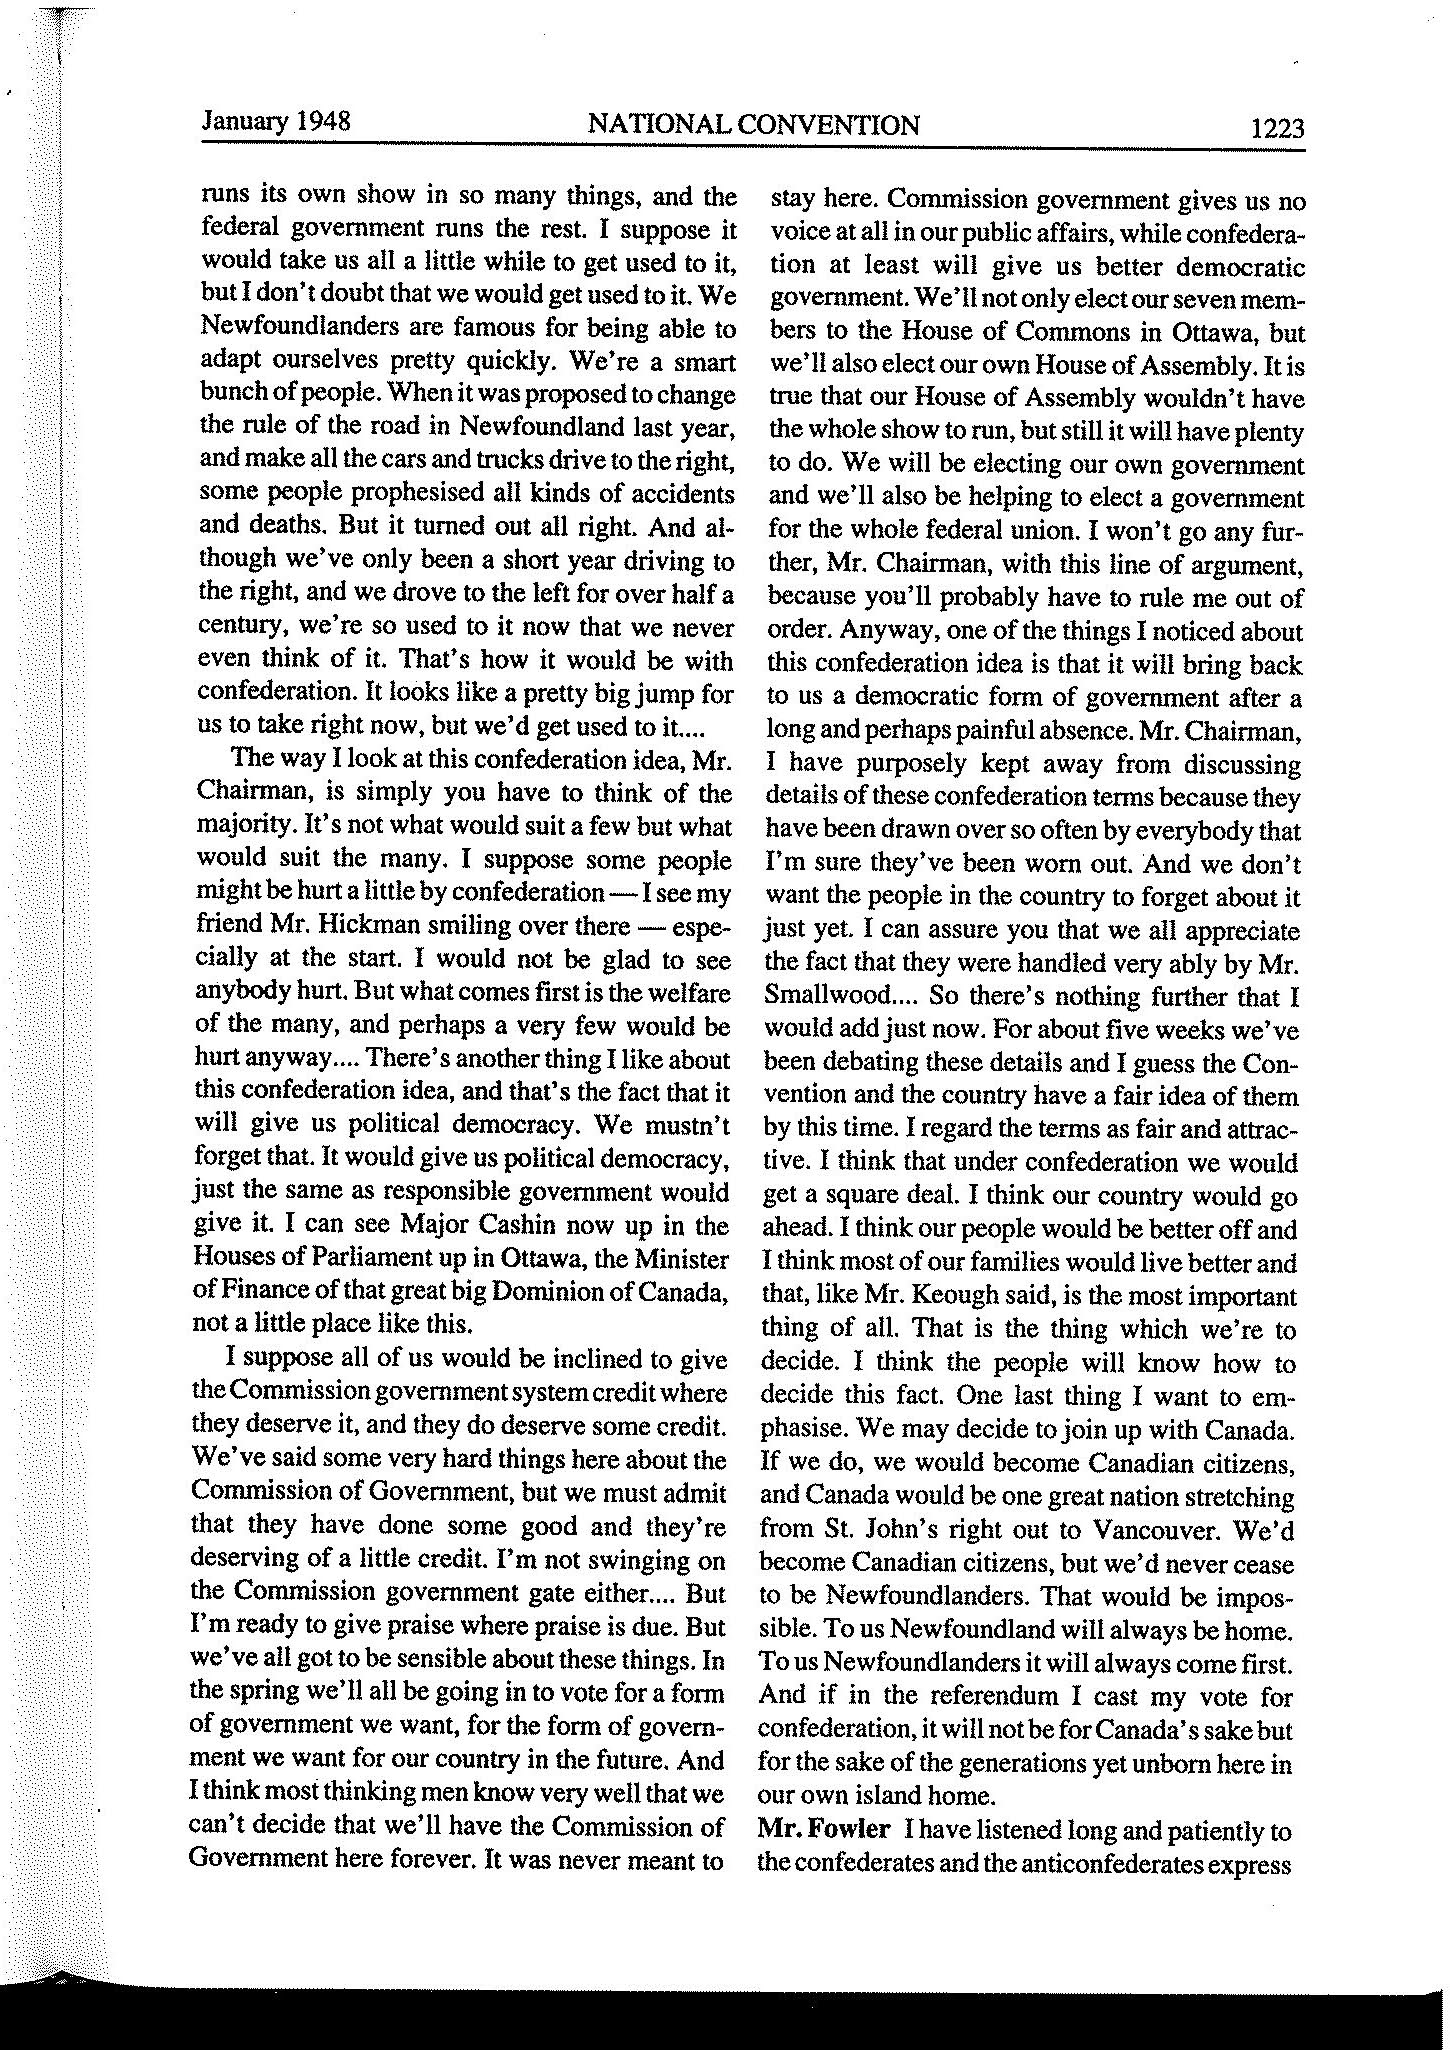 January 1948
NATIONAL CONVENTION
1223
runs its own show in so many things, and the
federal government runs the rest. I suppose it
would take us all a little while to get used to it,
but I don't doubt that we would get used to it. We
Newfoundlanders are famous for being able to
adapt ourselves pretty quickly. We're a smart
bunch of people. When it was proposed to change
the rule of the road in Newfoundland last year,
and make all the cars and trucks drive to the right,
some people prophesised all kinds of accidents
and deaths. But it turned out all right. And al-
though we've only been a short year driving to
the right, and we drove to the left for over half a
century, we're so used to it now that we never
even think of it. That's how it would be with
confederation. It looks like a pretty big jump for
us to take right now, but we'd get used to it....
The way I look at this confederation idea, Mr.
Chairman, is simply you have to think of the
majority. It's not what would suit a few but what
would suit the many. I suppose some people
might be hurt a little by confederation — I see my
friend Mr. Hickman smiling over there — espe-
cially at the start. I would not be glad to see
anybody hurt. But what comes first is the welfare
of the many, and perhaps a very few would be
hurt anyway.... There's another thing I like about
this confederation idea, and that's the fact that it
will give us political democracy. We mustn't
forget that. It would give us political democracy,
just the same as responsible government would
give it. I can see Major Cashin now up in the
Houses of Parliament up in Ottawa, the Minister
of Finance of that great big Dominion of Canada,
not a little place like this.
I suppose all of us would be inclined to give
the Commission government system credit where
they deserve it, and they do deserve some credit.
We've said some very hard things here about the
Commission of Government, but we must admit
that they have done some good and they're
deserving of a little credit. I'm not swinging on
the Commission government gate either.... But
I'm ready to give praise where praise is due. But
we've all got to be sensible about these things. In
the spring we'll all be going in to vote for a form
of government we want, for the form of govern-
ment we want for our country in the future. And
I think most thinking men know very well that we
can't decide that we'll have the Commission of
Government here forever. It was never meant to
stay here. Commission government gives us no
voice at all in our public affairs, while confedera-
tion at least will give us better democratic
government. We'll not only elect our seven mem-
bers to the House of Commons in Ottawa, but
we'll also elect our own House of Assembly. It is
true that our House of Assembly wouldn't have
the whole show to run, but still it will have plenty
to do. We will be electing our own government
and we'll also be helping to elect a government
for the whole federal union. I won't go any fur-
ther, Mr. Chairman, with this line of argument,
because you'll probably have to rule me out of
order. Anyway, one of the things I noticed about
this confederation idea is that it will bring back
to us a democratic form of government after a
long and perhaps painful absence. Mr. Chairman,
I have purposely kept away from discussing
details of these confederation terms because they
have been drawn over so often by everybody that
I'm sure they've been worn out. And we don't
want the people in the country to forget about it
just yet. I can assure you that we all appreciate
the fact that they were handled very ably by Mr.
Smallwood.... So there's nothing further that I
would add just now. For about five weeks we've
been debating these details and I guess the Con-
vention and the country have a fair idea of them
by this time. I regard the terms as fair and attrac-
tive. I think that under confederation we would
get a square deal. I think our country would go
ahead. I think our people would be better off and
I think most of our families would live better and
that, like Mr. Keough said, is the most important
thing of all. That is the thing which we're to
decide. I think the people will know how to
decide this fact. One last thing I want to em-
phasise. We may decide to join up with Canada.
If we do, we would become Canadian citizens,
and Canada would be one great nation stretching
from St. John's right out to Vancouver. We'd
become Canadian citizens, but we'd never cease
to be Newfoundlanders. That would be impos-
sible. To us Newfoundland will always be home.
To us Newfoundlanders it will always come first.
And if in the referendum I cast my vote for
confederation, it will not be for Canada's sake but
for the sake of the generations yet unborn here in
our own island home.
Mr. Fowler I have listened long and patiently to
the confederates and the anticonfederates express